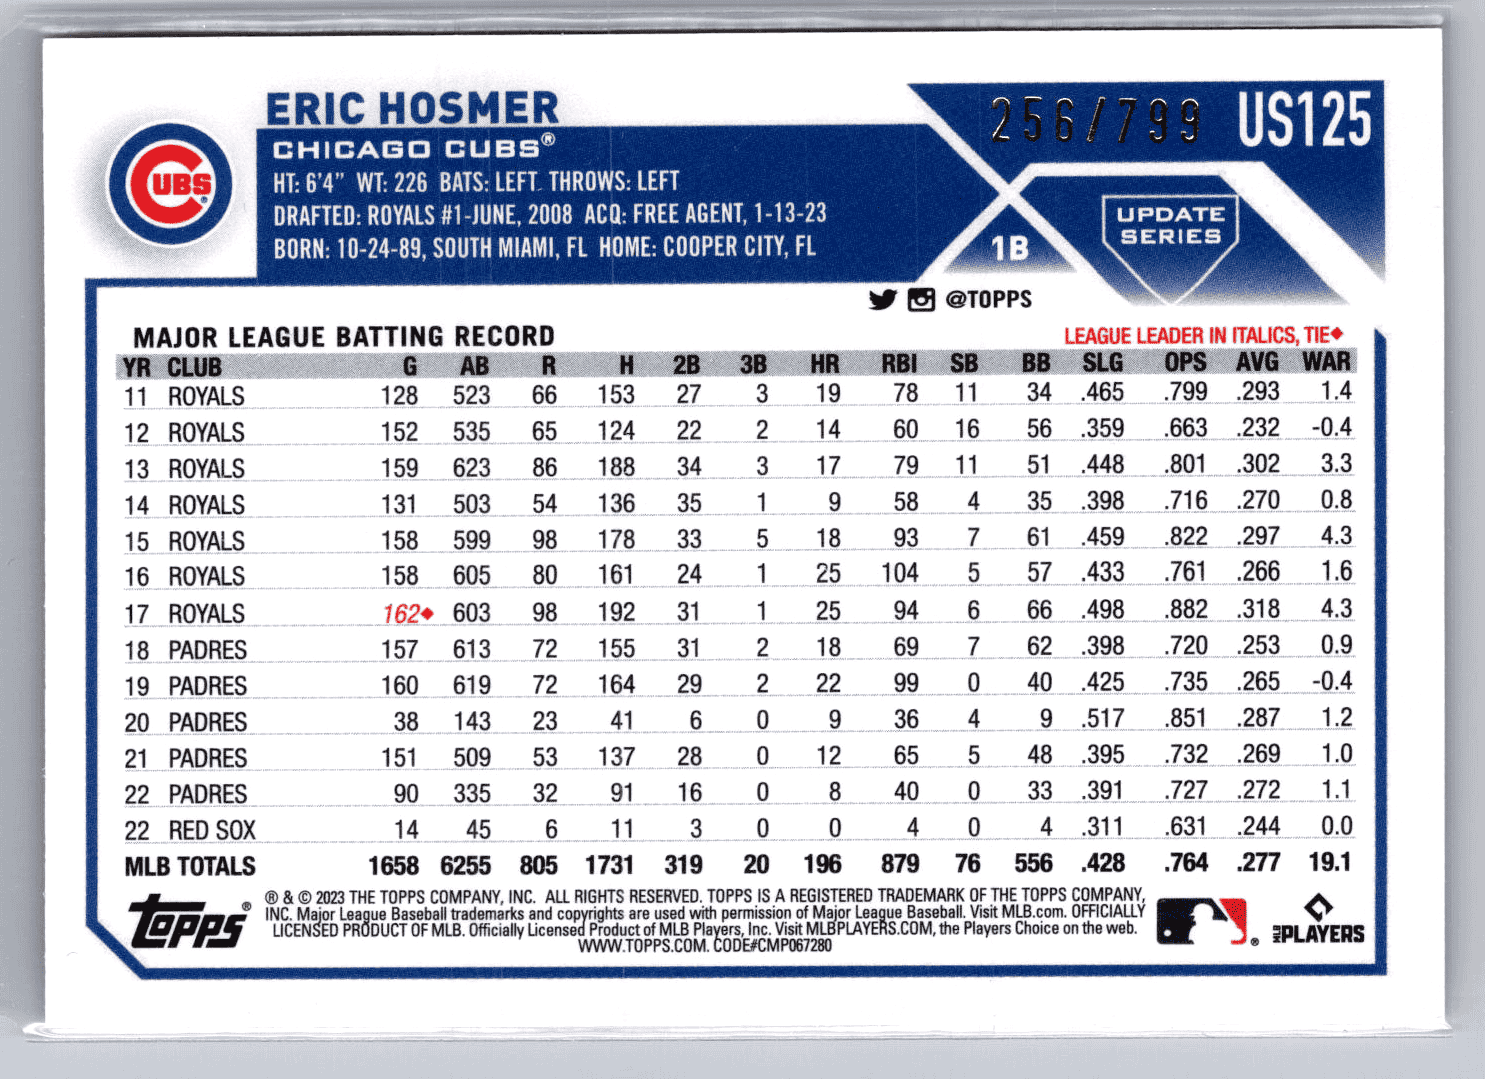 ERIC HOSMER
256/799 US125
CUBS®
CHICAGO CUBS®
HT: 6'4" WT: 226 BATS: LEFT THROWS: LEFT
DRAFTED: ROYALS #1-JUNE, 2008 ACQ: FREE AGENT, 1-13-23
BORN: 10-24-89, SOUTH MIAMI, FL HOME: COOPER CITY, FL
1B
UPDATE
SERIES
@TOPPS
MAJOR LEAGUE BATTING RECORD LEAGUE LEADER IN ITALICS, TIE♦
YR CLUB G AB R H 2B 3B HR RBI SB BB SLG OPS AVG WAR
11 ROYALS 128 523 66 153 27 3 19 78 11 34 .465 .799 .293 1.4
12 ROYALS 152 535 65 124 22 2 14 60 16 56 .359 .663 .232 -0.4
13 ROYALS 159 623 86 188 34 3 17 79 11 51 .448 .801 .302 3.3
14 ROYALS 131 503 54 136 35 1 9 58 4 35 .398 .716 .270 0.8
15 ROYALS 158 599 98 178 33 5 18 93 7 61 .459 .822 .297 4.3
16 ROYALS 158 605 80 161 24 1 25 104 5 57 .433 .761 .266 1.6
17 ROYALS 162♦ 603 98 192 31 1 25 94 6 66 .498 .882 .318 4.3
18 PADRES 157 613 72 155 31 2 18 69 7 62 .398 .720 .253 0.9
19 PADRES 160 619 72 164 29 2 22 99 0 40 .425 .735 .265 -0.4
20 PADRES 38 143 23 41 6 0 9 36 4 9 .517 .851 .287 1.2
21 PADRES 151 509 53 137 28 0 12 65 5 48 .395 .732 .269 1.0
22 PADRES 90 335 32 91 16 0 8 40 0 33 .391 .727 .272 1.1
22 RED SOX 14 45 6 11 3 0 0 4 0 4 .311 .631 .244 0.0
MLB TOTALS 1658 6255 805 1731 319 20 196 879 76 556 .428 .764 .277 19.1
TOPPS®
® & © 2023 THE TOPPS COMPANY, INC. ALL RIGHTS RESERVED. TOPPS IS A REGISTERED TRADEMARK OF THE TOPPS COMPANY,
INC. Major League Baseball trademarks and copyrights are used with permission of Major League Baseball. Visit MLB.com. OFFICIALLY
LICENSED PRODUCT OF MLB. Officially Licensed Product of MLB Players, Inc. Visit MLBPLAYERS.COM, the Players Choice on the web.
WWW.TOPPS.COM. CODE#CMP067280
®
MLB PLAYERS